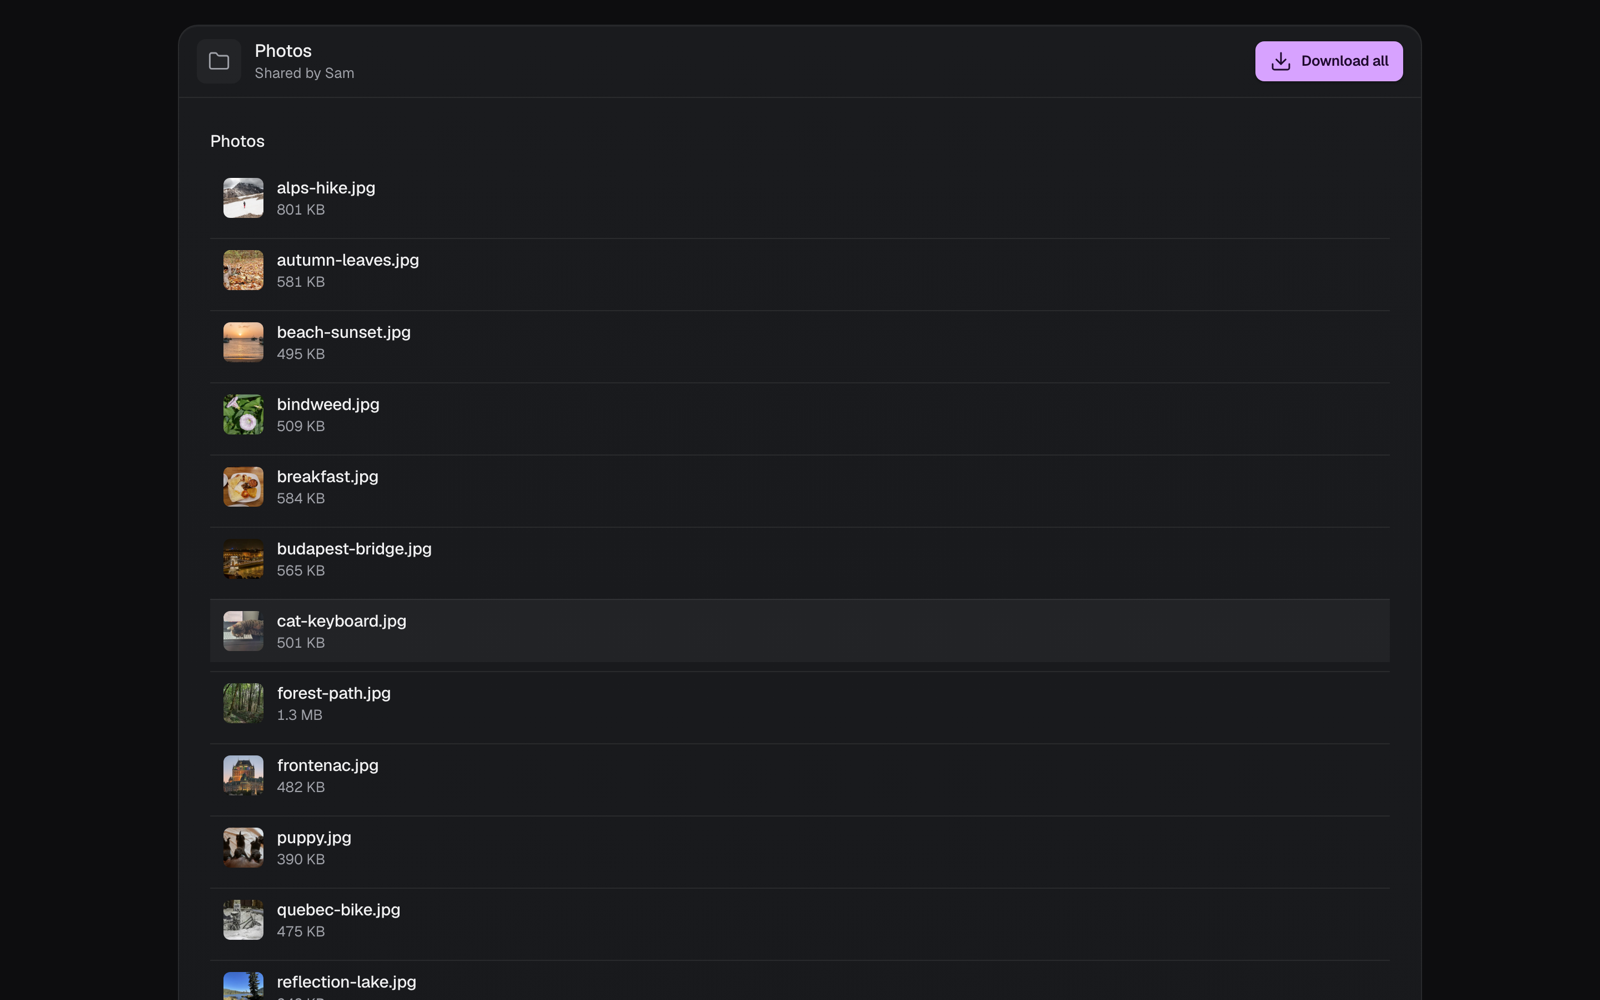 Photos
Shared by Sam
Download all
Photos
alps-hike.jpg
801 KB
autumn-leaves.jpg
581 KB
beach-sunset.jpg
495 KB
bindweed.jpg
509 KB
breakfast.jpg
584 KB
budapest-bridge.jpg
565 KB
cat-keyboard.jpg
501 KB
forest-path.jpg
1.3 MB
frontenac.jpg
482 KB
puppy.jpg
390 KB
quebec-bike.jpg
475 KB
reflection-lake.jpg